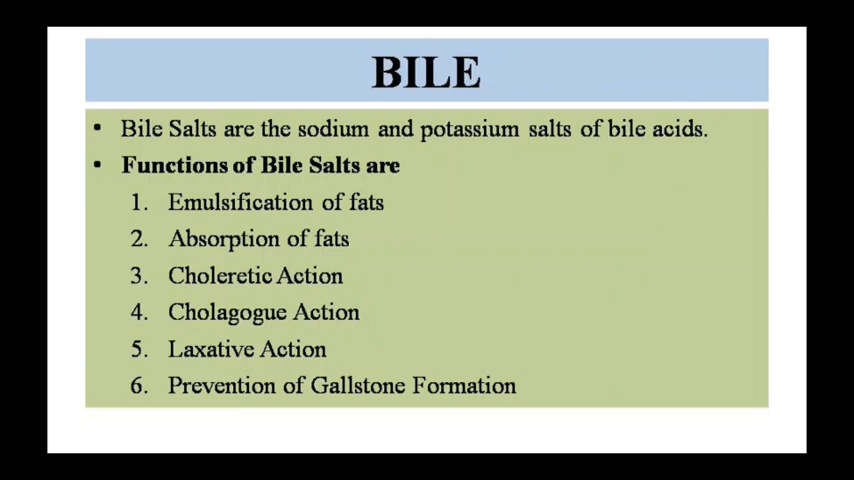 BILE
• Bile Salts are the sodium and potassium salts of bile acids.
• Functions of Bile Salts are
1. Emulsification of fats
2. Absorption of fats
3. Choleretic Action
4. Cholagogue Action
5. Laxative Action
6. Prevention of Gallstone Formation